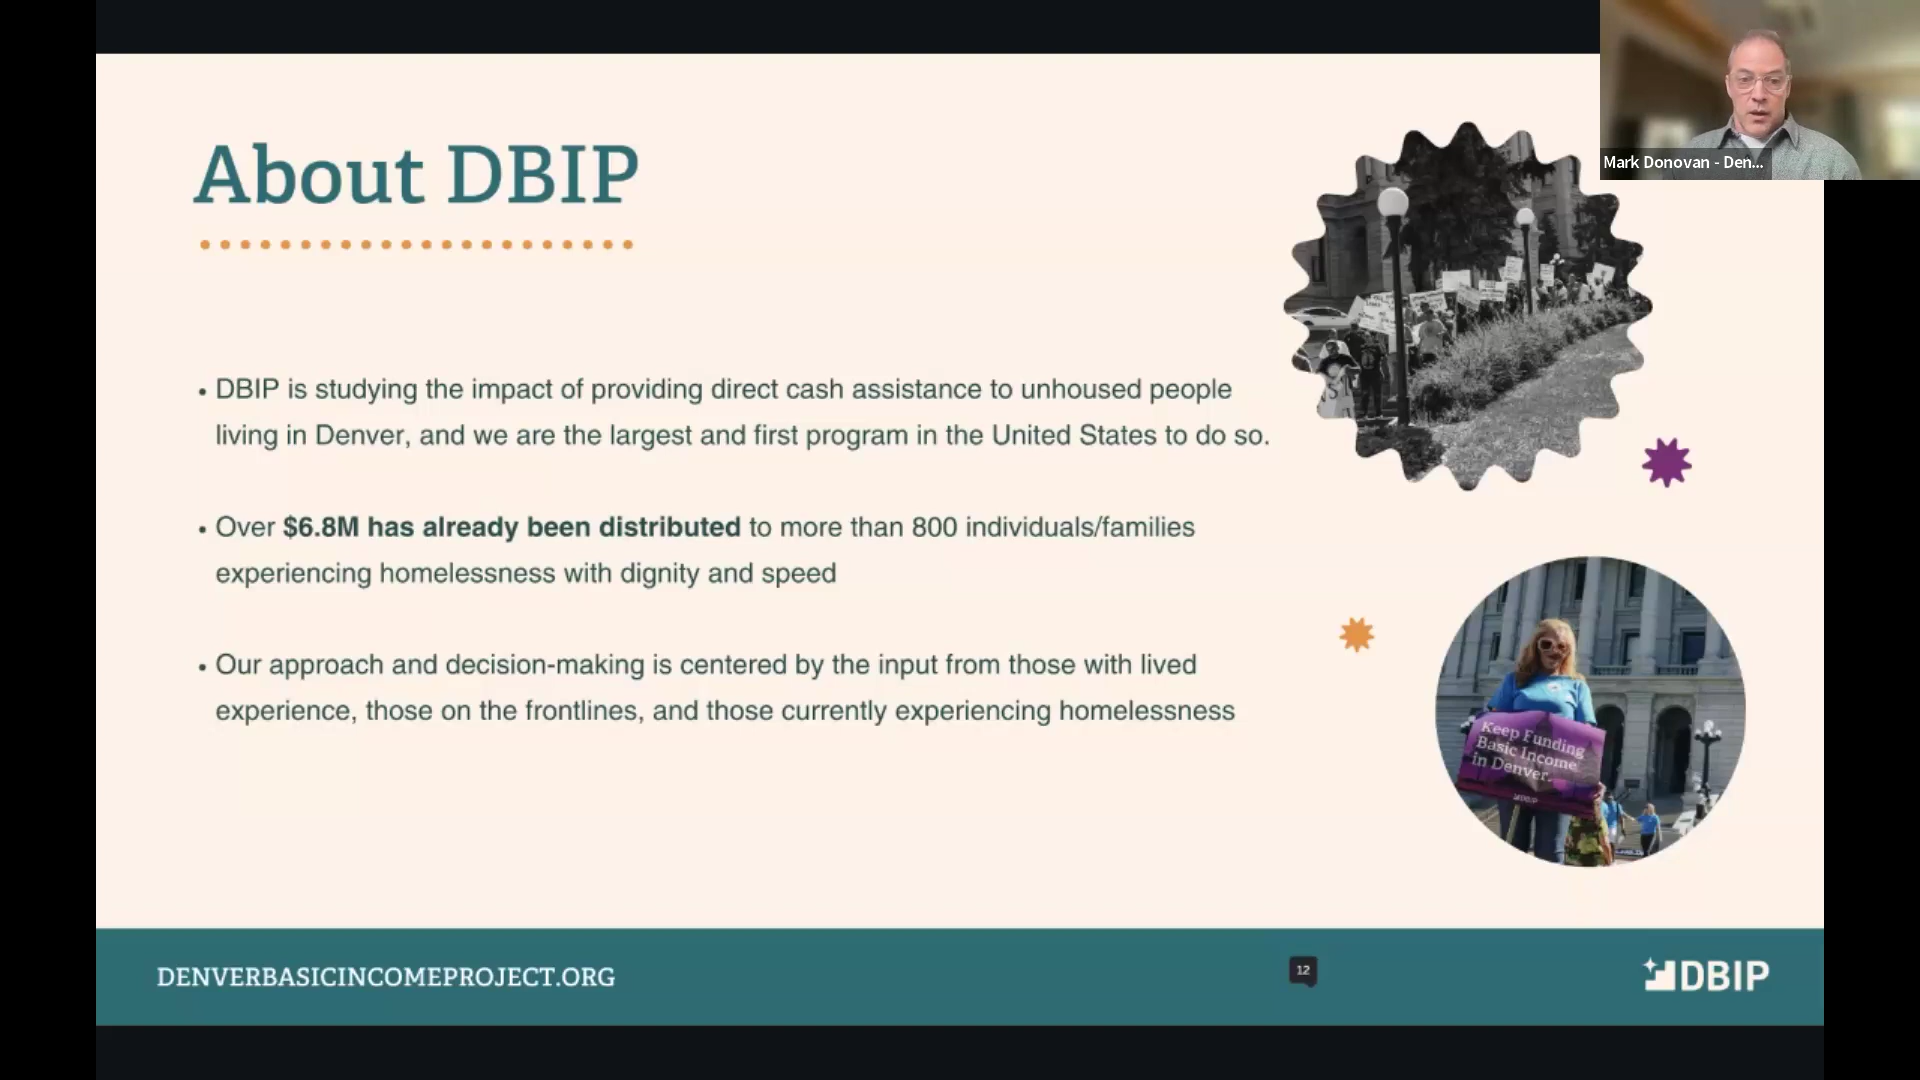 Mark Donovan - Den...
About DBIP
• DBIP is studying the impact of providing direct cash assistance to unhoused people
living in Denver, and we are the largest and first program in the United States to do so.
• Over $6.8M has already been distributed to more than 800 individuals/families
experiencing homelessness with dignity and speed
• Our approach and decision-making is centered by the input from those with lived
experience, those on the frontlines, and those currently experiencing homelessness
Keep Funding
Basic Income
in Denver.
DBIP
DENVERBASICINCOMEPROJECT.ORG
12
DBIP